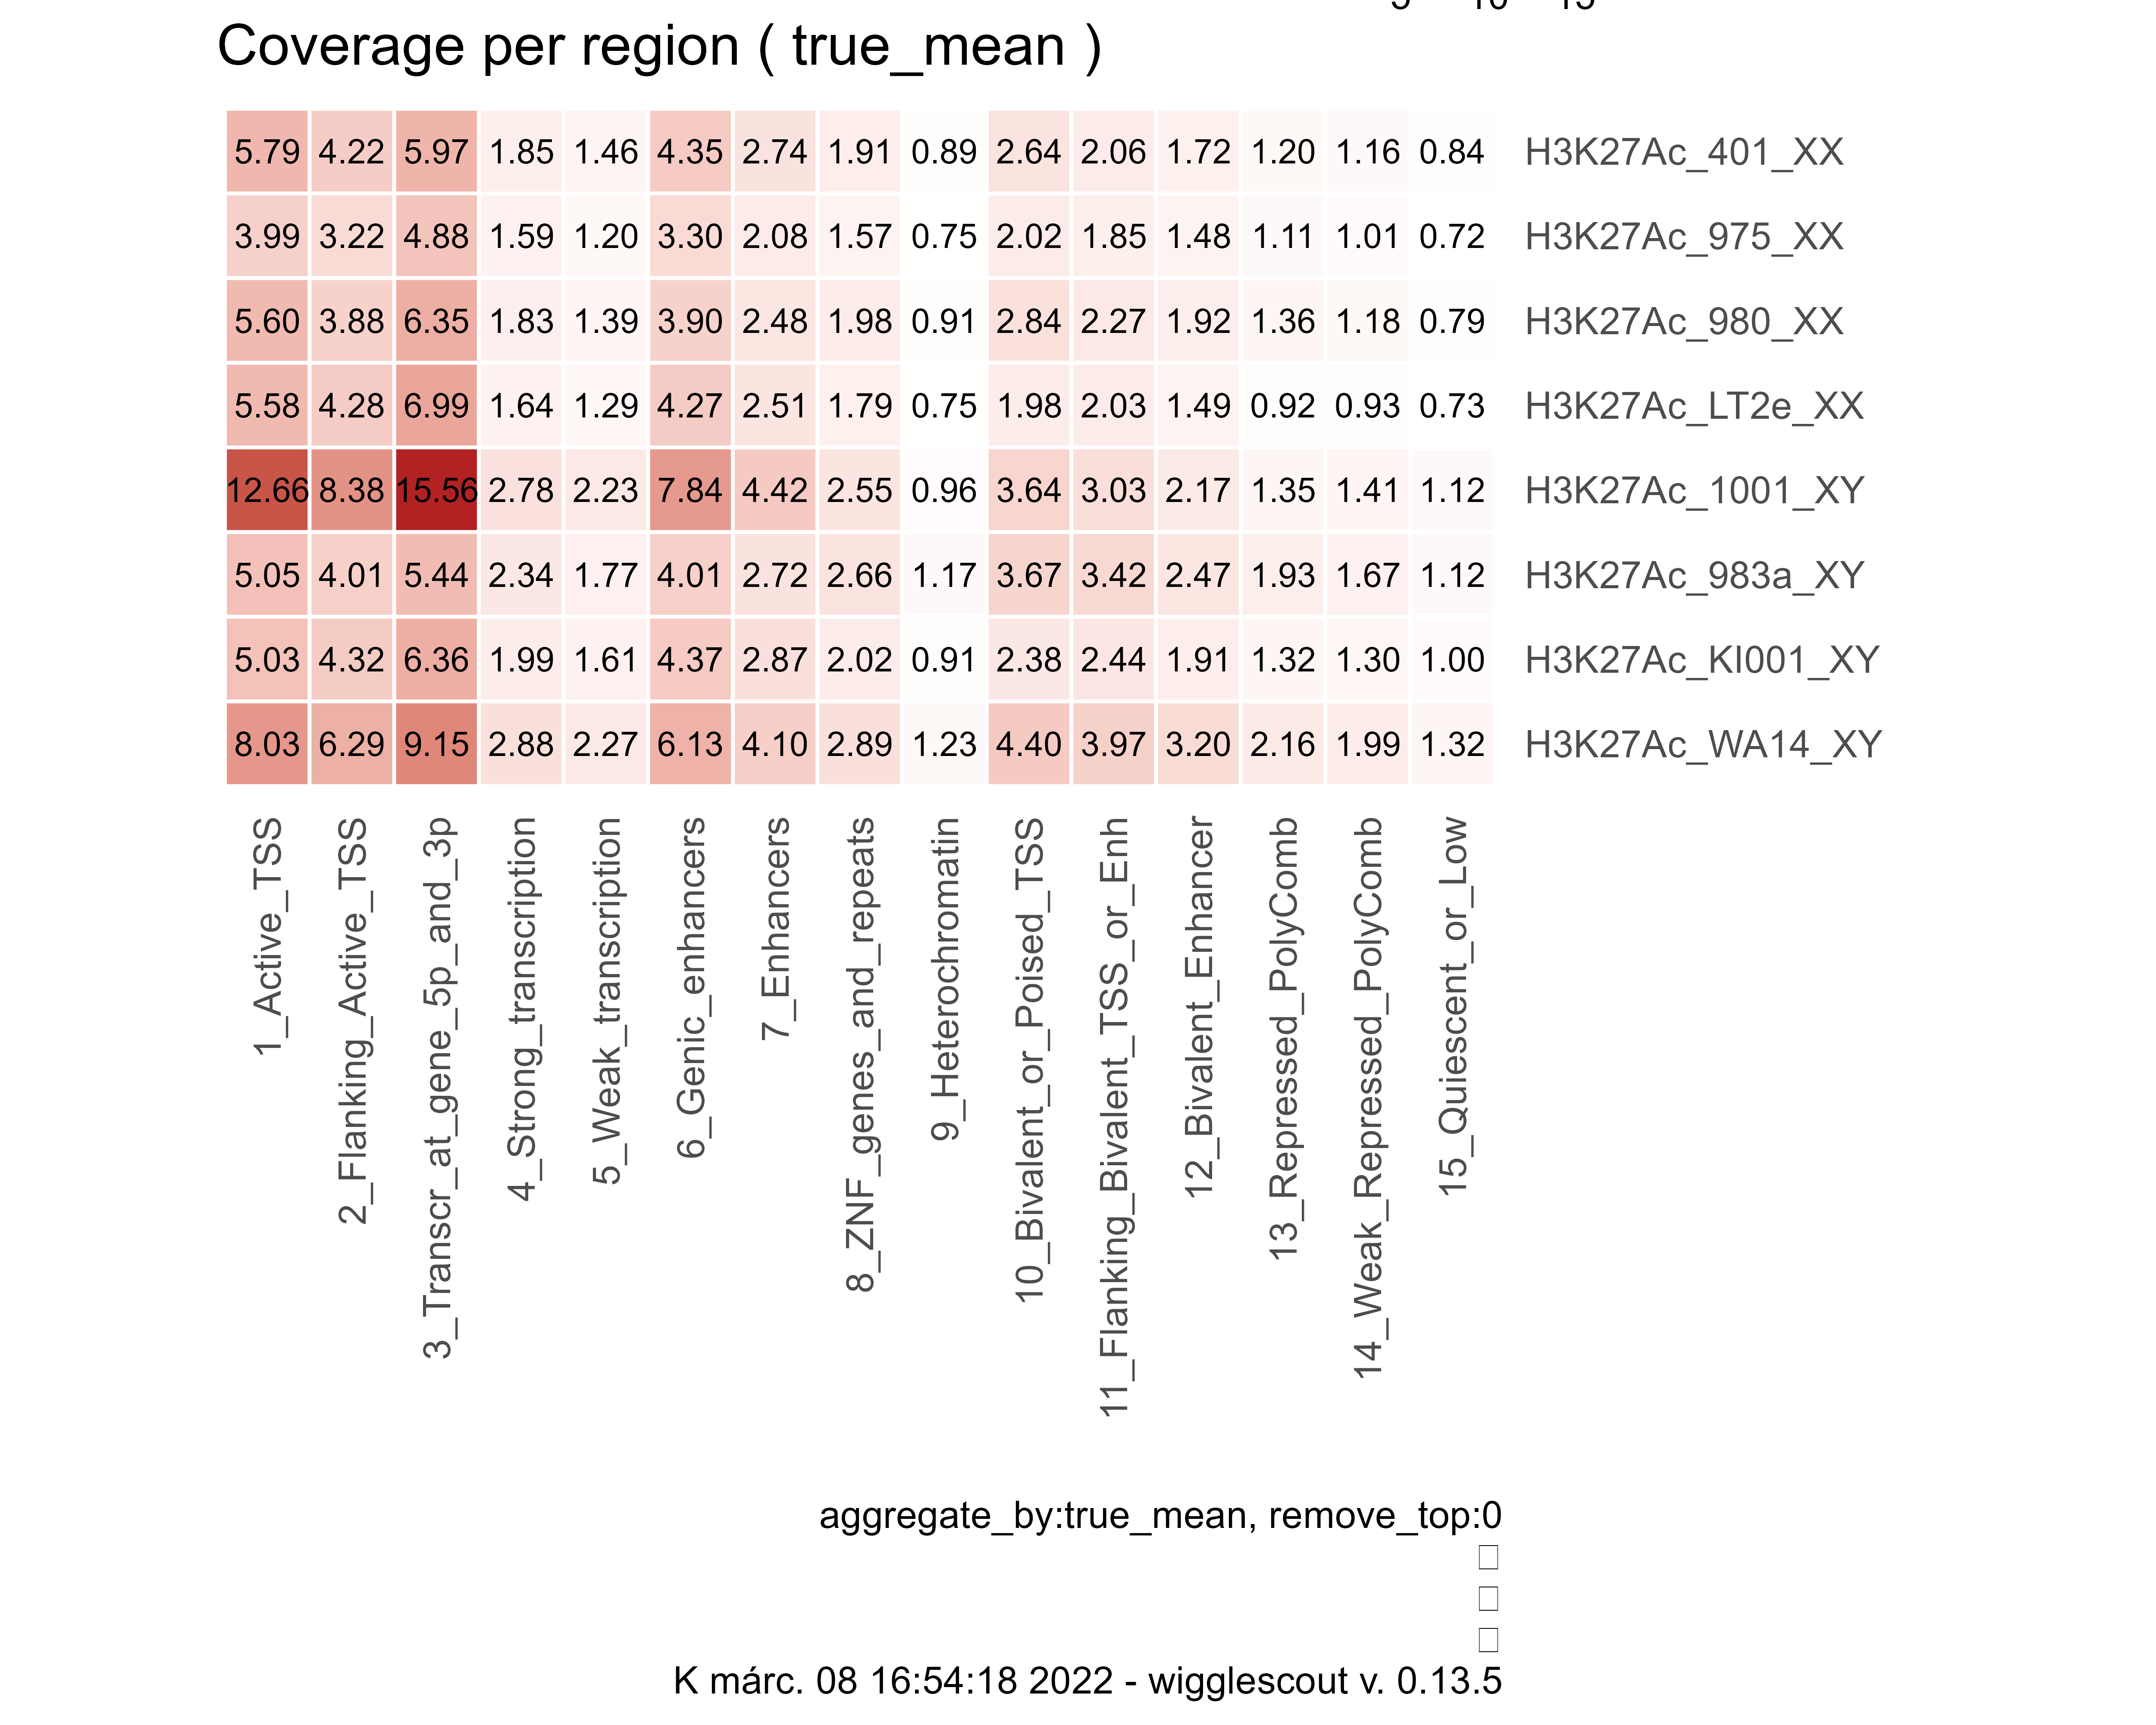 5 10 15
Coverage per region ( true_mean )
5.79 4.22 5.97 1.85 1.46 4.35 2.74 1.91 0.89 2.64 2.06 1.72 1.20 1.16 0.84 H3K27Ac_401_XX
3.99 3.22 4.88 1.59 1.20 3.30 2.08 1.57 0.75 2.02 1.85 1.48 1.11 1.01 0.72 H3K27Ac_975_XX
5.60 3.88 6.35 1.83 1.39 3.90 2.48 1.98 0.91 2.84 2.27 1.92 1.36 1.18 0.79 H3K27Ac_980_XX
5.58 4.28 6.99 1.64 1.29 4.27 2.51 1.79 0.75 1.98 2.03 1.49 0.92 0.93 0.73 H3K27Ac_LT2e_XX
12.66 8.38 15.56 2.78 2.23 7.84 4.42 2.55 0.96 3.64 3.03 2.17 1.35 1.41 1.12 H3K27Ac_1001_XY
5.05 4.01 5.44 2.34 1.77 4.01 2.72 2.66 1.17 3.67 3.42 2.47 1.93 1.67 1.12 H3K27Ac_983a_XY
5.03 4.32 6.36 1.99 1.61 4.37 2.87 2.02 0.91 2.38 2.44 1.91 1.32 1.30 1.00 H3K27Ac_KI001_XY
8.03 6.29 9.15 2.88 2.27 6.13 4.10 2.89 1.23 4.40 3.97 3.20 2.16 1.99 1.32 H3K27Ac_WA14_XY
1_Active_TSS
2_Flanking_Active_TSS
3_Transcr_at_gene_5p_and_3p
4_Strong_transcription
5_Weak_transcription
6_Genic_enhancers
7_Enhancers
8_ZNF_genes_and_repeats
9_Heterochromatin
10_Bivalent_or_Poised_TSS
11_Flanking_Bivalent_TSS_or_Enh
12_Bivalent_Enhancer
13_Repressed_PolyComb
14_Weak_Repressed_PolyComb
15_Quiescent_or_Low
aggregate_by:true_mean, remove_top:0
K márc. 08 16:54:18 2022 - wigglescout v. 0.13.5